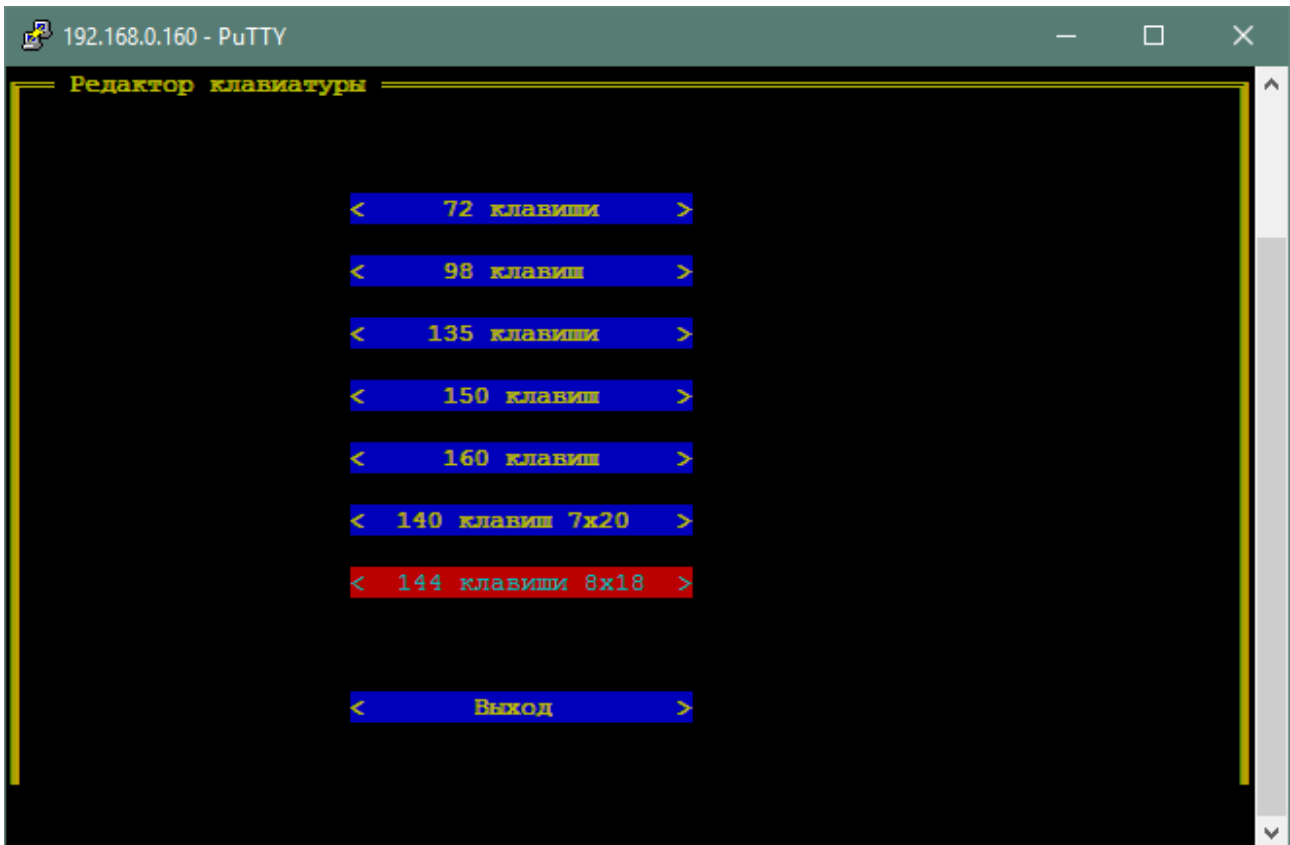 192.168.0.160 - PuTTY
Редактор клавиатуры
< 72 клавиши >
< 98 клавиш >
< 135 клавиши >
< 150 клавиш >
< 160 клавиш >
< 140 клавиш 7x20 >
< 144 клавиши 8x18 >
< Выход >